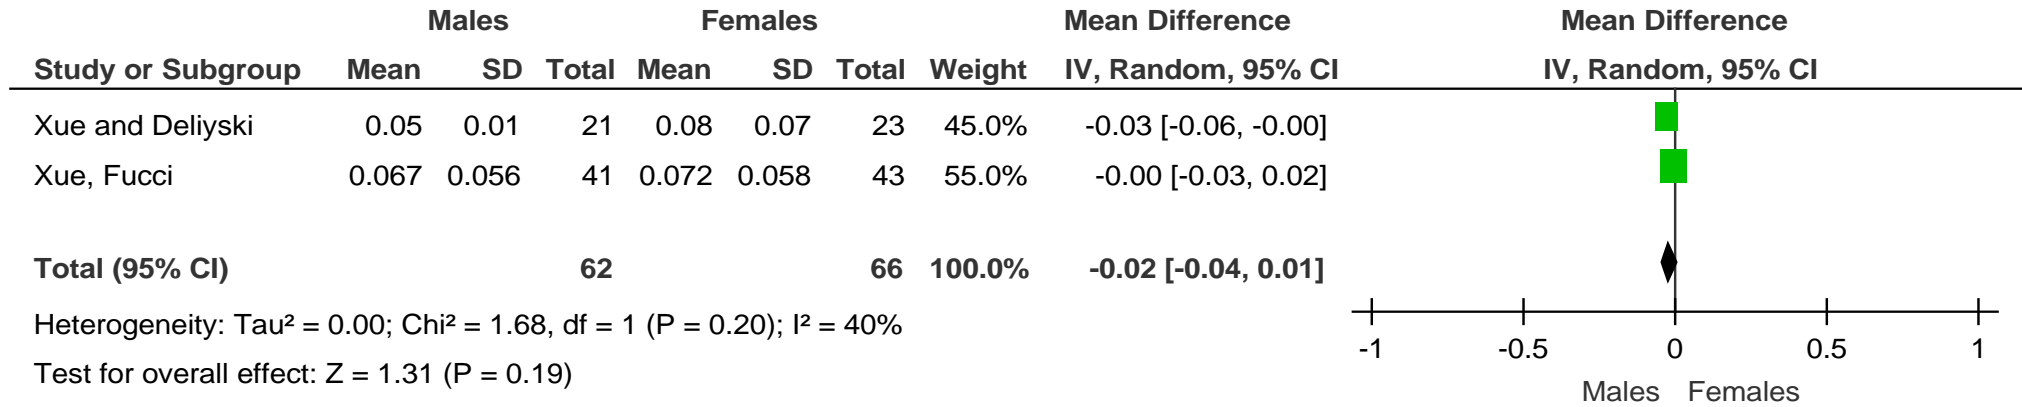 Males Females Mean Difference Mean Difference
Study or Subgroup Mean SD Total Mean SD Total Weight IV, Random, 95% CI IV, Random, 95% CI
Xue and Deliyski 0.05 0.01 21 0.08 0.07 23 45.0% -0.03 [-0.06, -0.00]
Xue, Fucci 0.067 0.056 41 0.072 0.058 43 55.0% -0.00 [-0.03, 0.02]
Total (95% CI) 62 66 100.0% -0.02 [-0.04, 0.01]
Heterogeneity: Tau² = 0.00; Chi² = 1.68, df = 1 (P = 0.20); I² = 40%
Test for overall effect: Z = 1.31 (P = 0.19)
-1 -0.5 0 0.5 1
Males Females